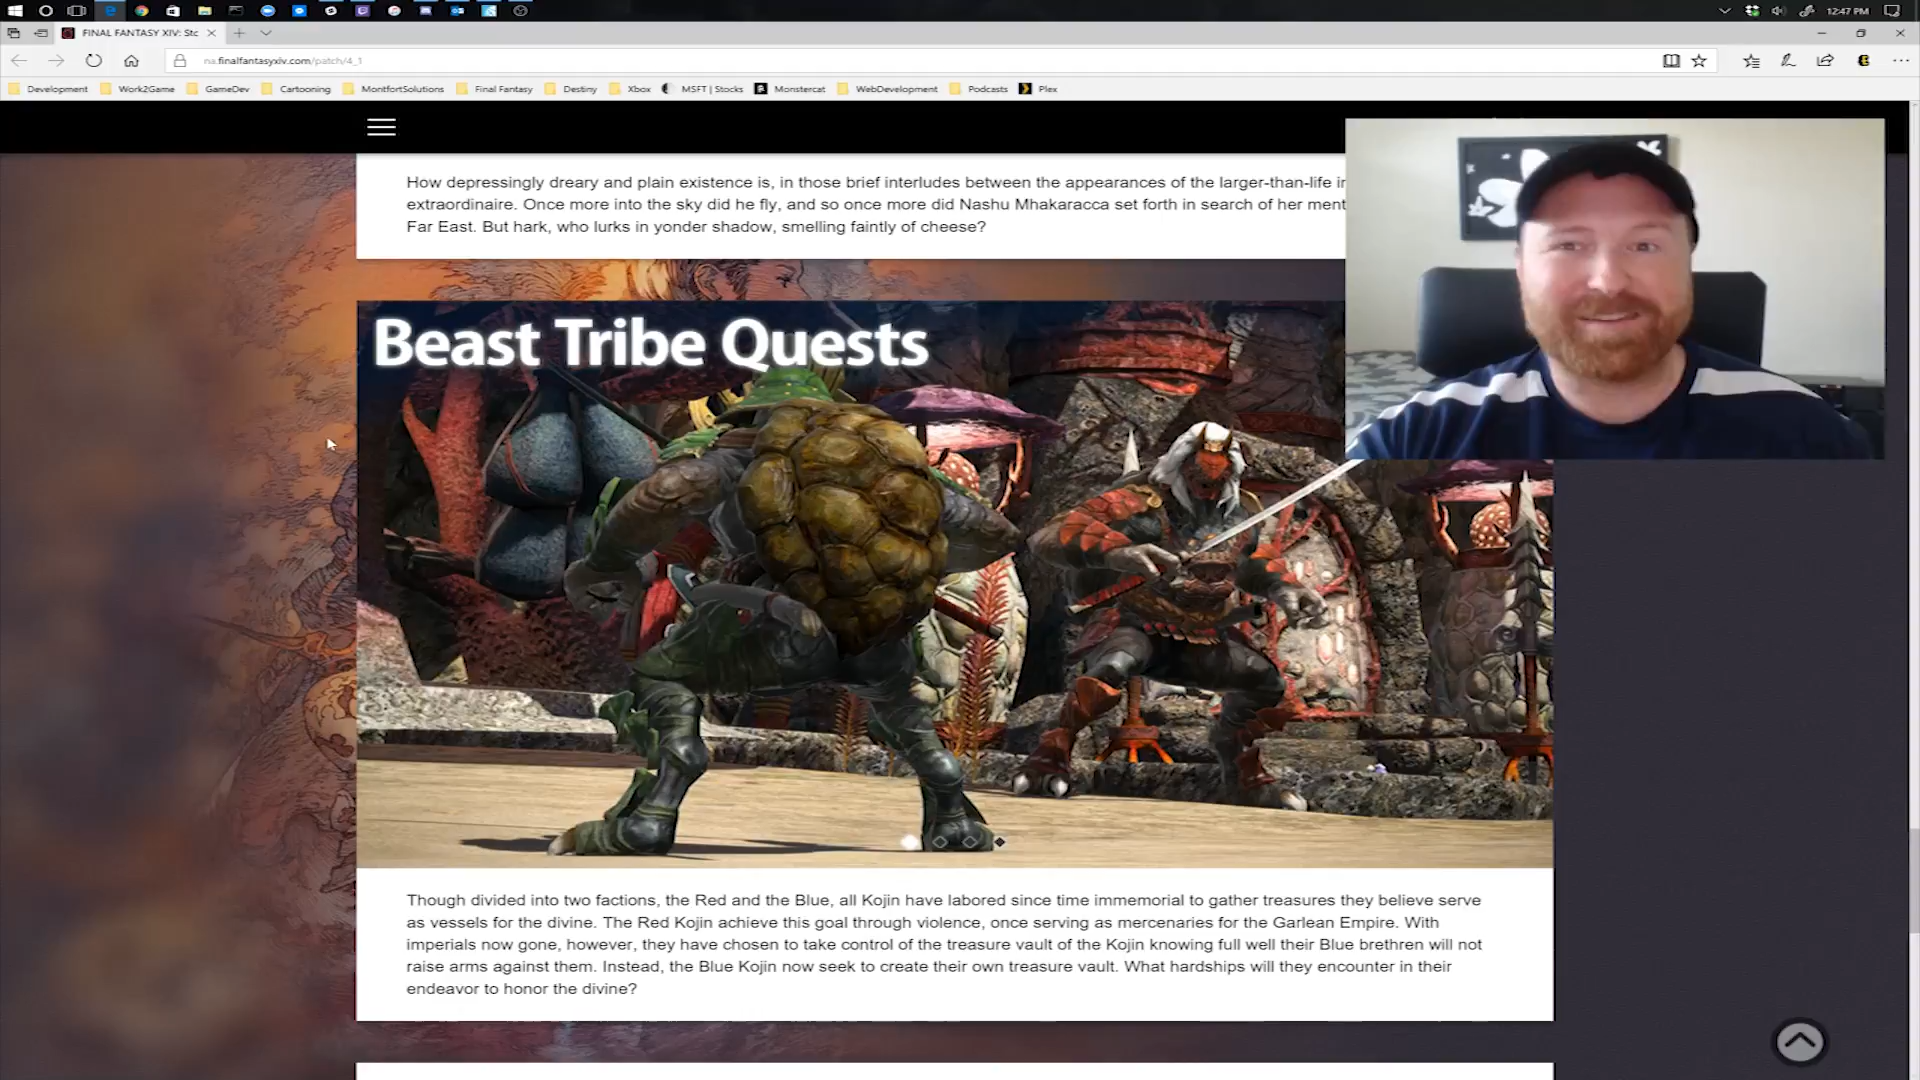 12:47 PM
FINAL FANTASY XIV: Stc
na.finalfantasyxiv.com/patch/4_1
Development Work2Game GameDev Cartooning MontfortSolutions Final Fantasy Destiny Xbox MSFT | Stocks Monstercat WebDevelopment Podcasts Plex
How depressingly dreary and plain existence is, in those brief interludes between the appearances of the larger-than-life in
extraordinaire. Once more into the sky did he fly, and so once more did Nashu Mhakaracca set forth in search of her ment
Far East. But hark, who lurks in yonder shadow, smelling faintly of cheese?
Beast Tribe Quests
Though divided into two factions, the Red and the Blue, all Kojin have labored since time immemorial to gather treasures they believe serve
as vessels for the divine. The Red Kojin achieve this goal through violence, once serving as mercenaries for the Garlean Empire. With
imperials now gone, however, they have chosen to take control of the treasure vault of the Kojin knowing full well their Blue brethren will not
raise arms against them. Instead, the Blue Kojin now seek to create their own treasure vault. What hardships will they encounter in their
endeavor to honor the divine?